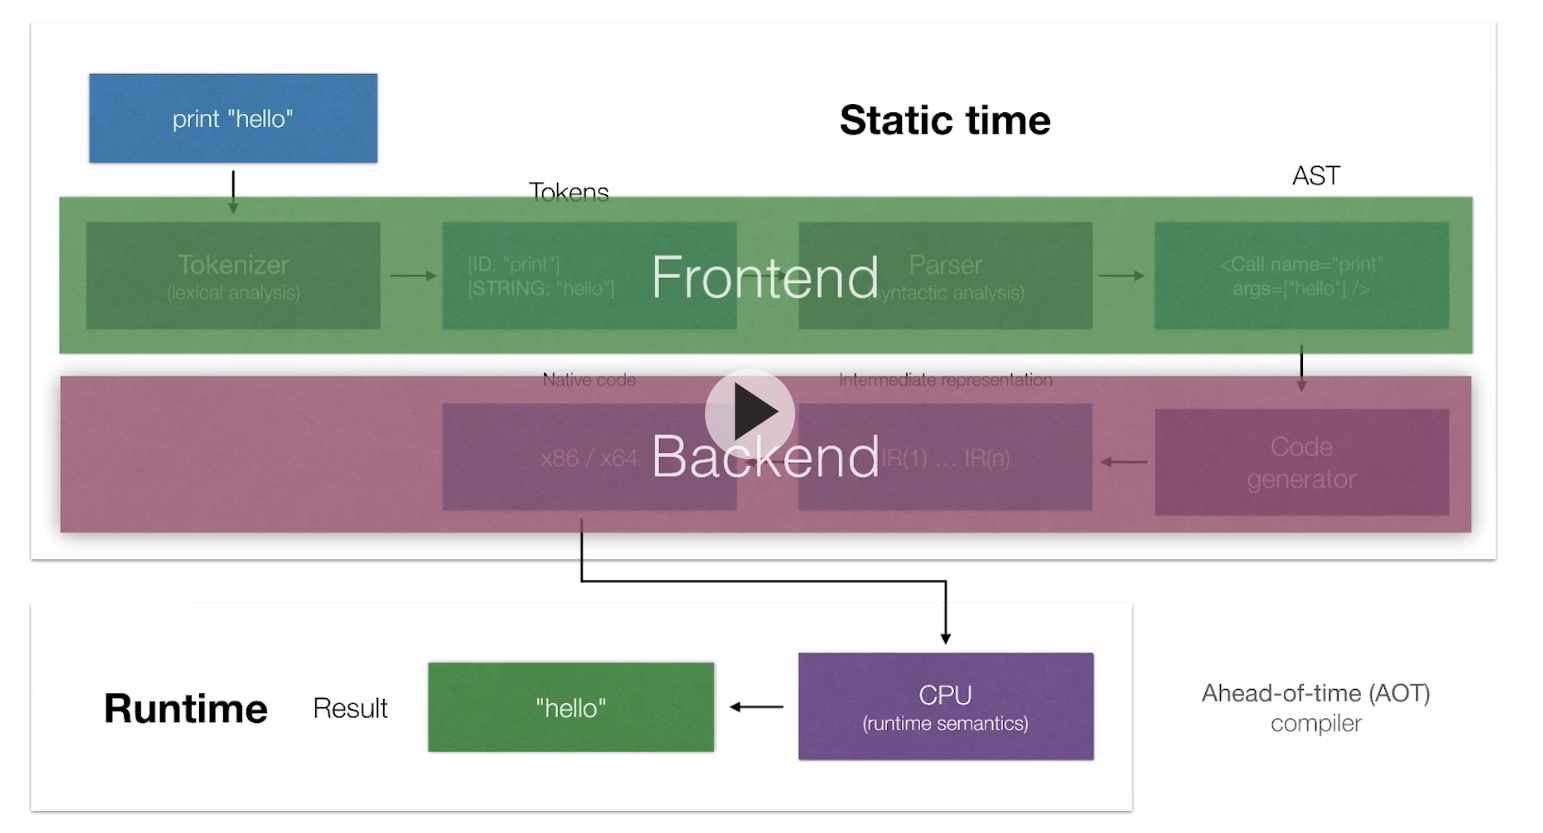 print "hello"
Static time
Tokens
AST
Tokenizer
(lexical analysis)
[ID: "print"]
[STRING: "hello"]
Frontend
Parser
(syntactic analysis)
<Call name="print"
args=["hello"] />
Native code
Intermediate representation
x86 / x64
Backend
IR(1) ... IR(n)
Code
generator
Runtime
Result
"hello"
CPU
(runtime semantics)
Ahead-of-time (AOT)
compiler